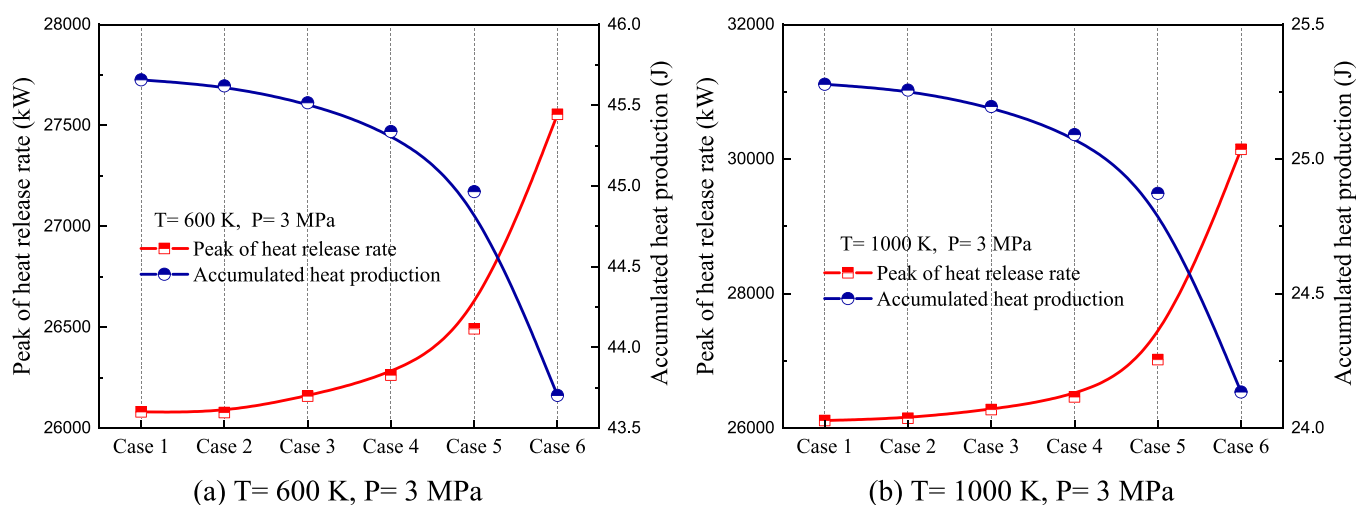 28000
27500
27000
26500
26000
Peak of heat release rate (kW)
46.0
45.5
45.0
44.5
44.0
43.5
Accumulated heat production (J)
T= 600 K, P= 3 MPa
Peak of heat release rate
Accumulated heat production
Case 1 Case 2 Case 3 Case 4 Case 5 Case 6
(a) T= 600 K, P= 3 MPa
32000
30000
28000
26000
Peak of heat release rate (kW)
25.5
25.0
24.5
24.0
Accumulated heat production (J)
T= 1000 K, P= 3 MPa
Peak of heat release rate
Accumulated heat production
Case 1 Case 2 Case 3 Case 4 Case 5 Case 6
(b) T= 1000 K, P= 3 MPa